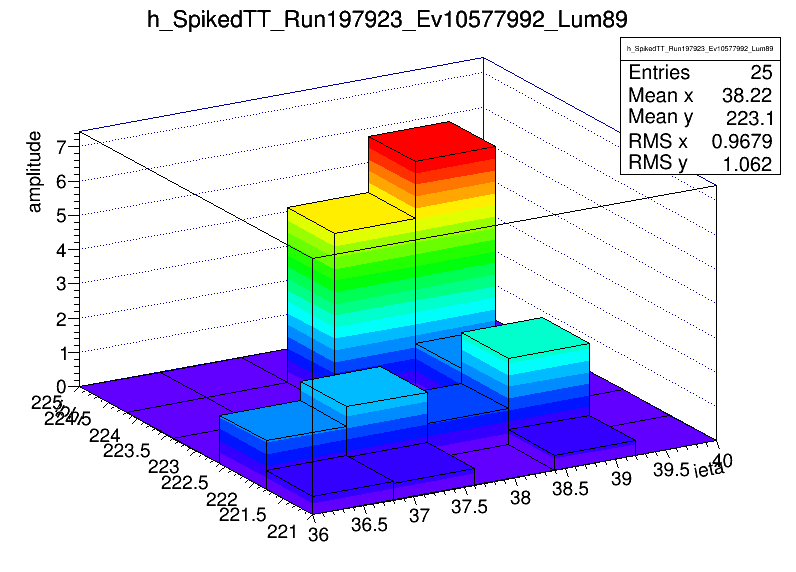 h_SpikedTT_Run197923_Ev10577992_Lum89
h_SpikedTT_Run197923_Ev10577992_Lum89
Entries 25
Mean x 38.22
Mean y 223.1
RMS x 0.9679
RMS y 1.062
amplitude
7
6
5
4
3
2
1
0
225
224.5
224
223.5
223
222.5
222
221.5
221
36
36.5
37
37.5
38
38.5
39
39.5
40
ieta